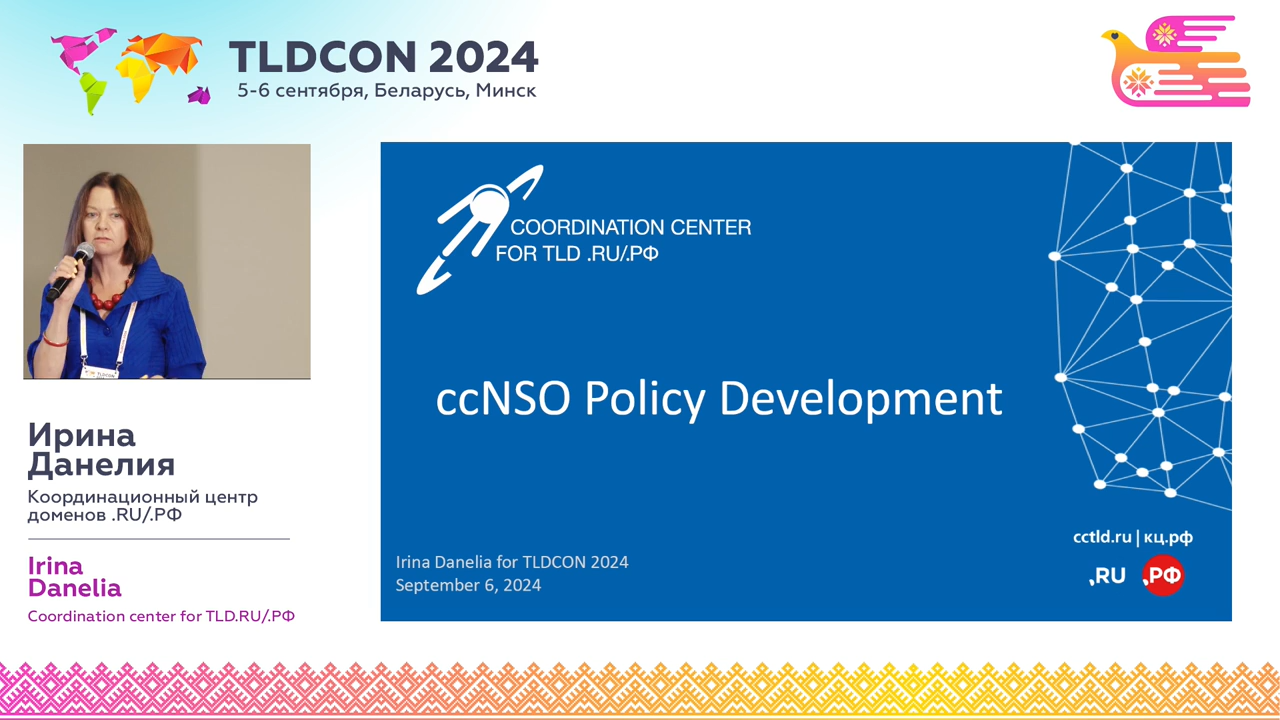 TLDCON 2024
5-6 сентября, Беларусь, Минск
COORDINATION CENTER
FOR TLD .RU/.РФ
ccNSO Policy Development
Irina Danelia for TLDCON 2024
September 6, 2024
cctld.ru | кц.рф
.RU
.РФ
TLDCON
Ирина
Данелия
Координационный центр
доменов .RU/.РФ
Irina
Danelia
Coordination center for TLD.RU/.РФ